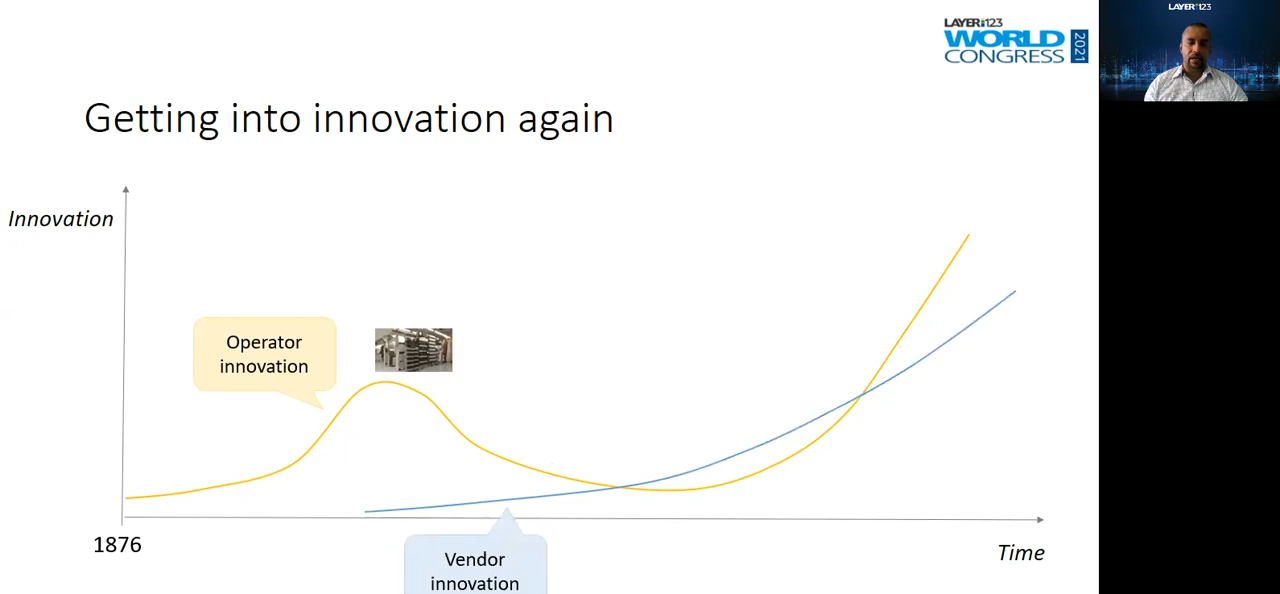 LAYER123
WORLD
CONGRESS
2021
LAYER123
Getting into innovation again
Innovation
Operator
innovation
1876
Time
Vendor
innovation